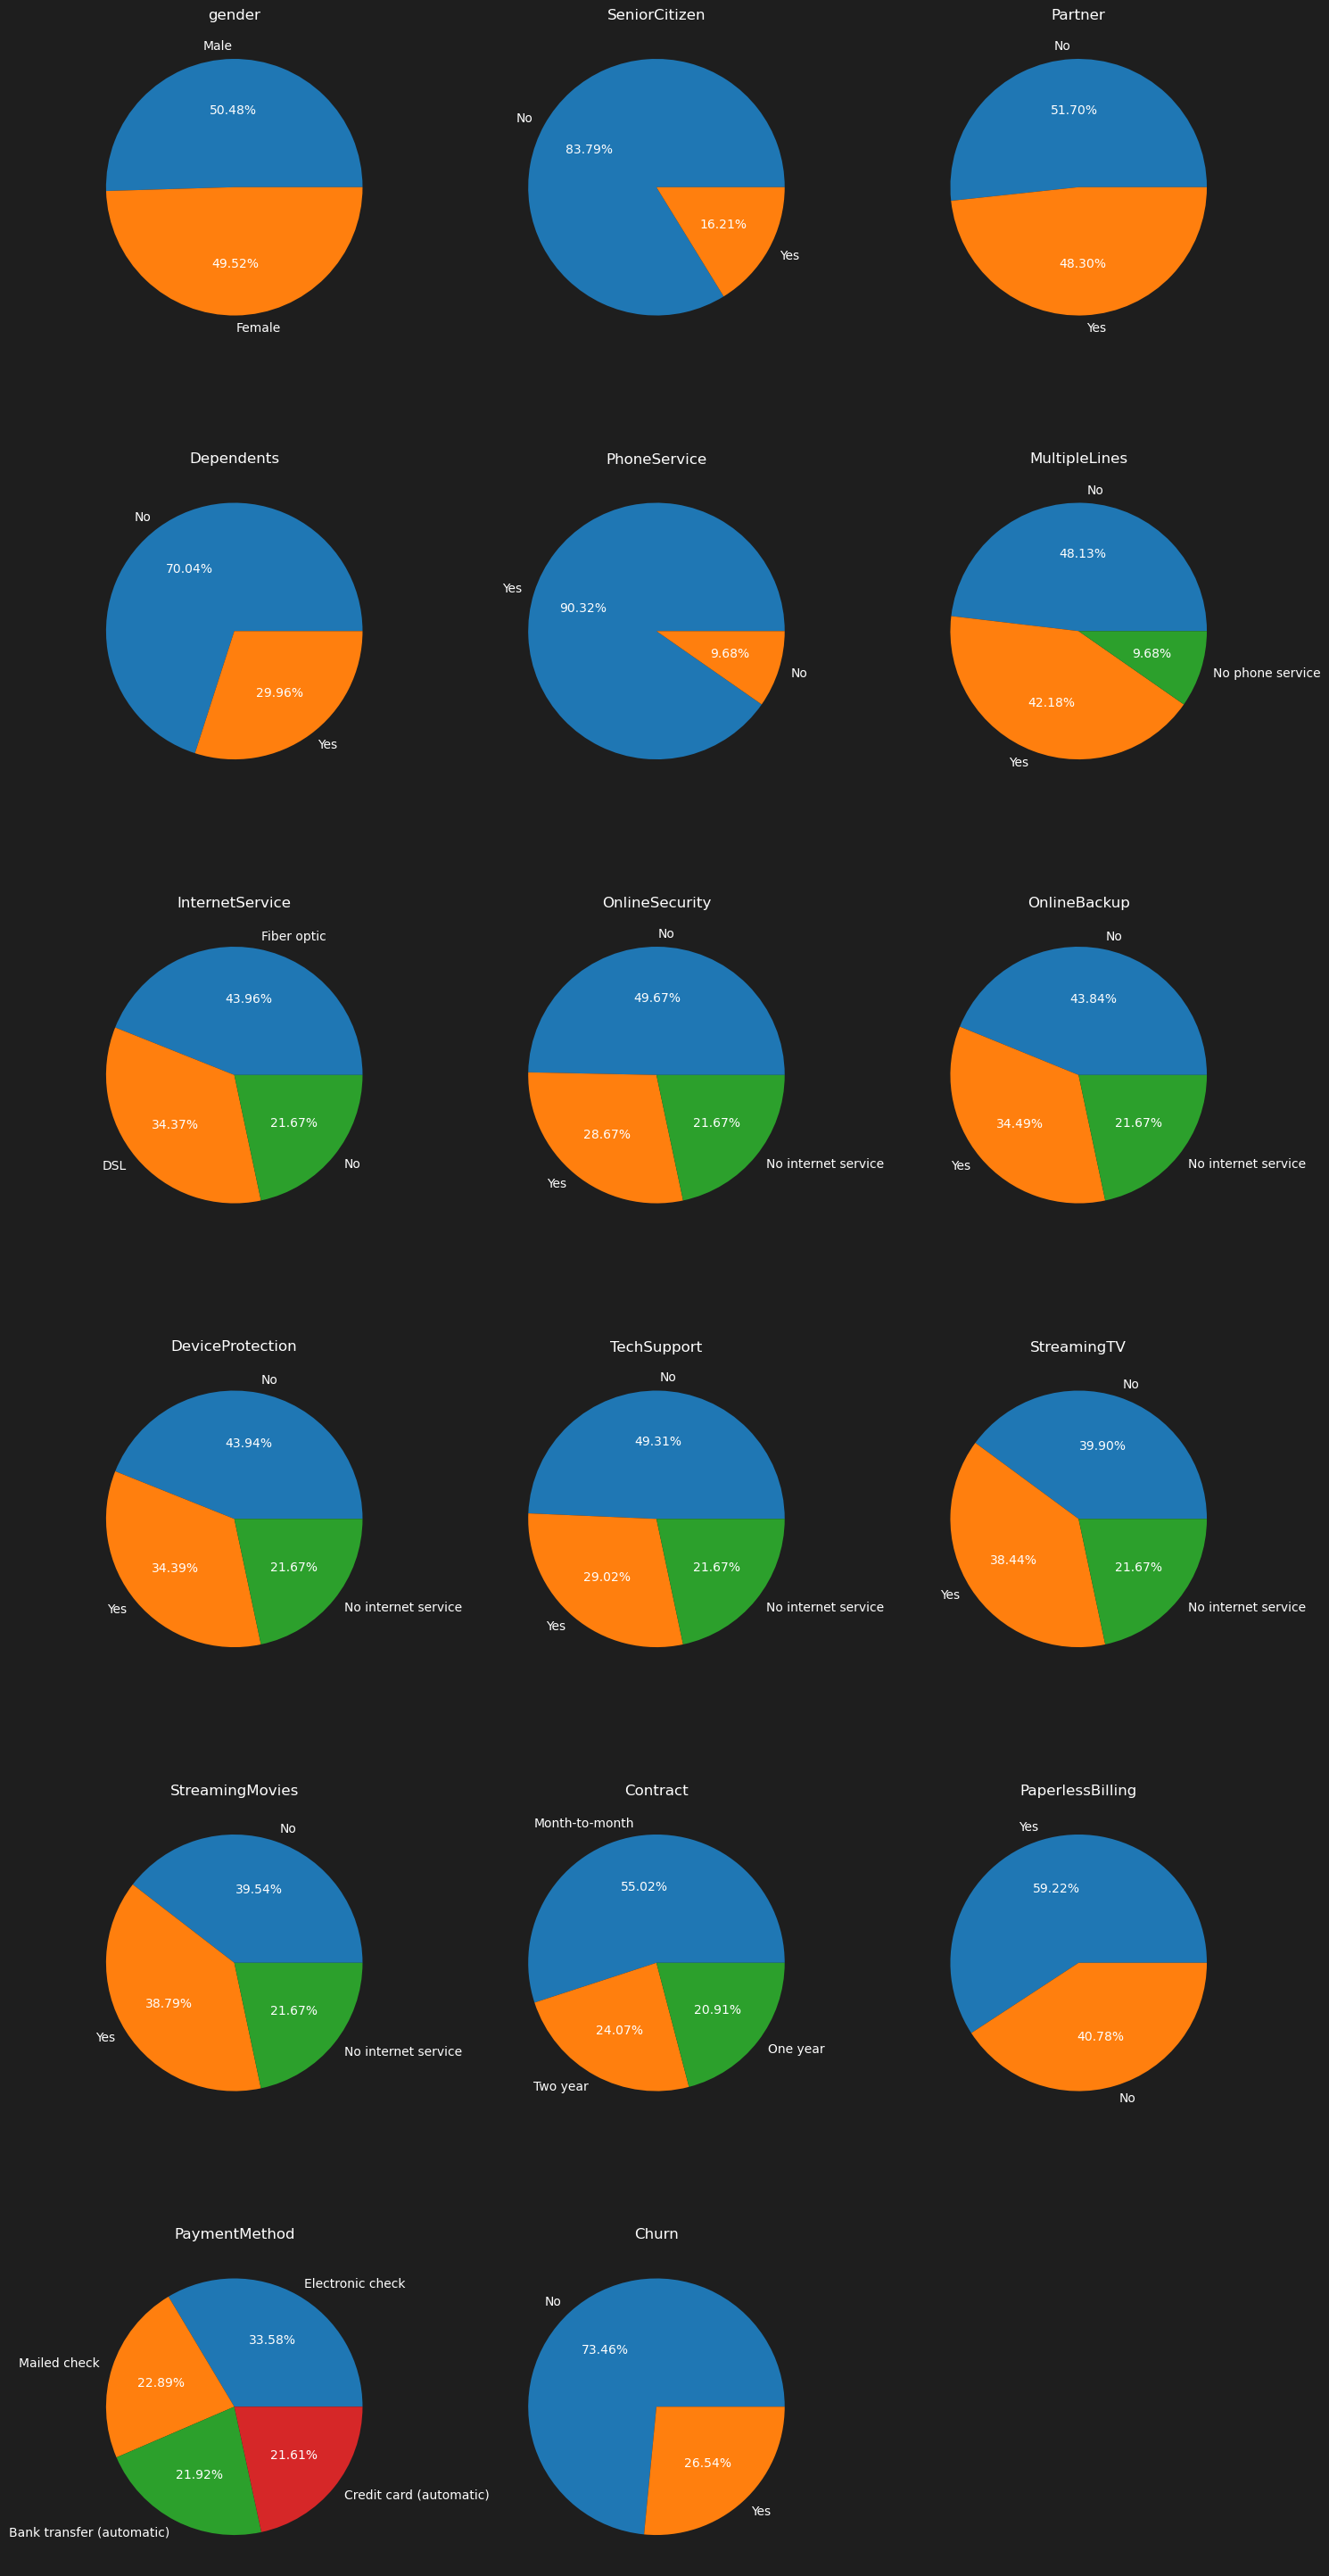 gender
Male
50.48%
49.52%
Female
SeniorCitizen
No
83.79%
16.21%
Yes
Partner
No
51.70%
48.30%
Yes
Dependents
No
70.04%
29.96%
Yes
PhoneService
Yes
90.32%
9.68%
No
MultipleLines
No
48.13%
9.68%
No phone service
42.18%
Yes
InternetService
Fiber optic
43.96%
34.37%
21.67%
DSL
No
OnlineSecurity
No
49.67%
28.67%
21.67%
No internet service
Yes
OnlineBackup
No
43.84%
34.49%
21.67%
Yes
No internet service
DeviceProtection
No
43.94%
34.39%
21.67%
Yes
No internet service
TechSupport
No
49.31%
29.02%
21.67%
No internet service
Yes
StreamingTV
No
39.90%
38.44%
21.67%
Yes
No internet service
StreamingMovies
No
39.54%
38.79%
21.67%
Yes
No internet service
Contract
Month-to-month
55.02%
24.07%
20.91%
One year
Two year
PaperlessBilling
Yes
59.22%
40.78%
No
PaymentMethod
Electronic check
33.58%
Mailed check
22.89%
21.92%
21.61%
Credit card (automatic)
Bank transfer (automatic)
Churn
No
73.46%
26.54%
Yes